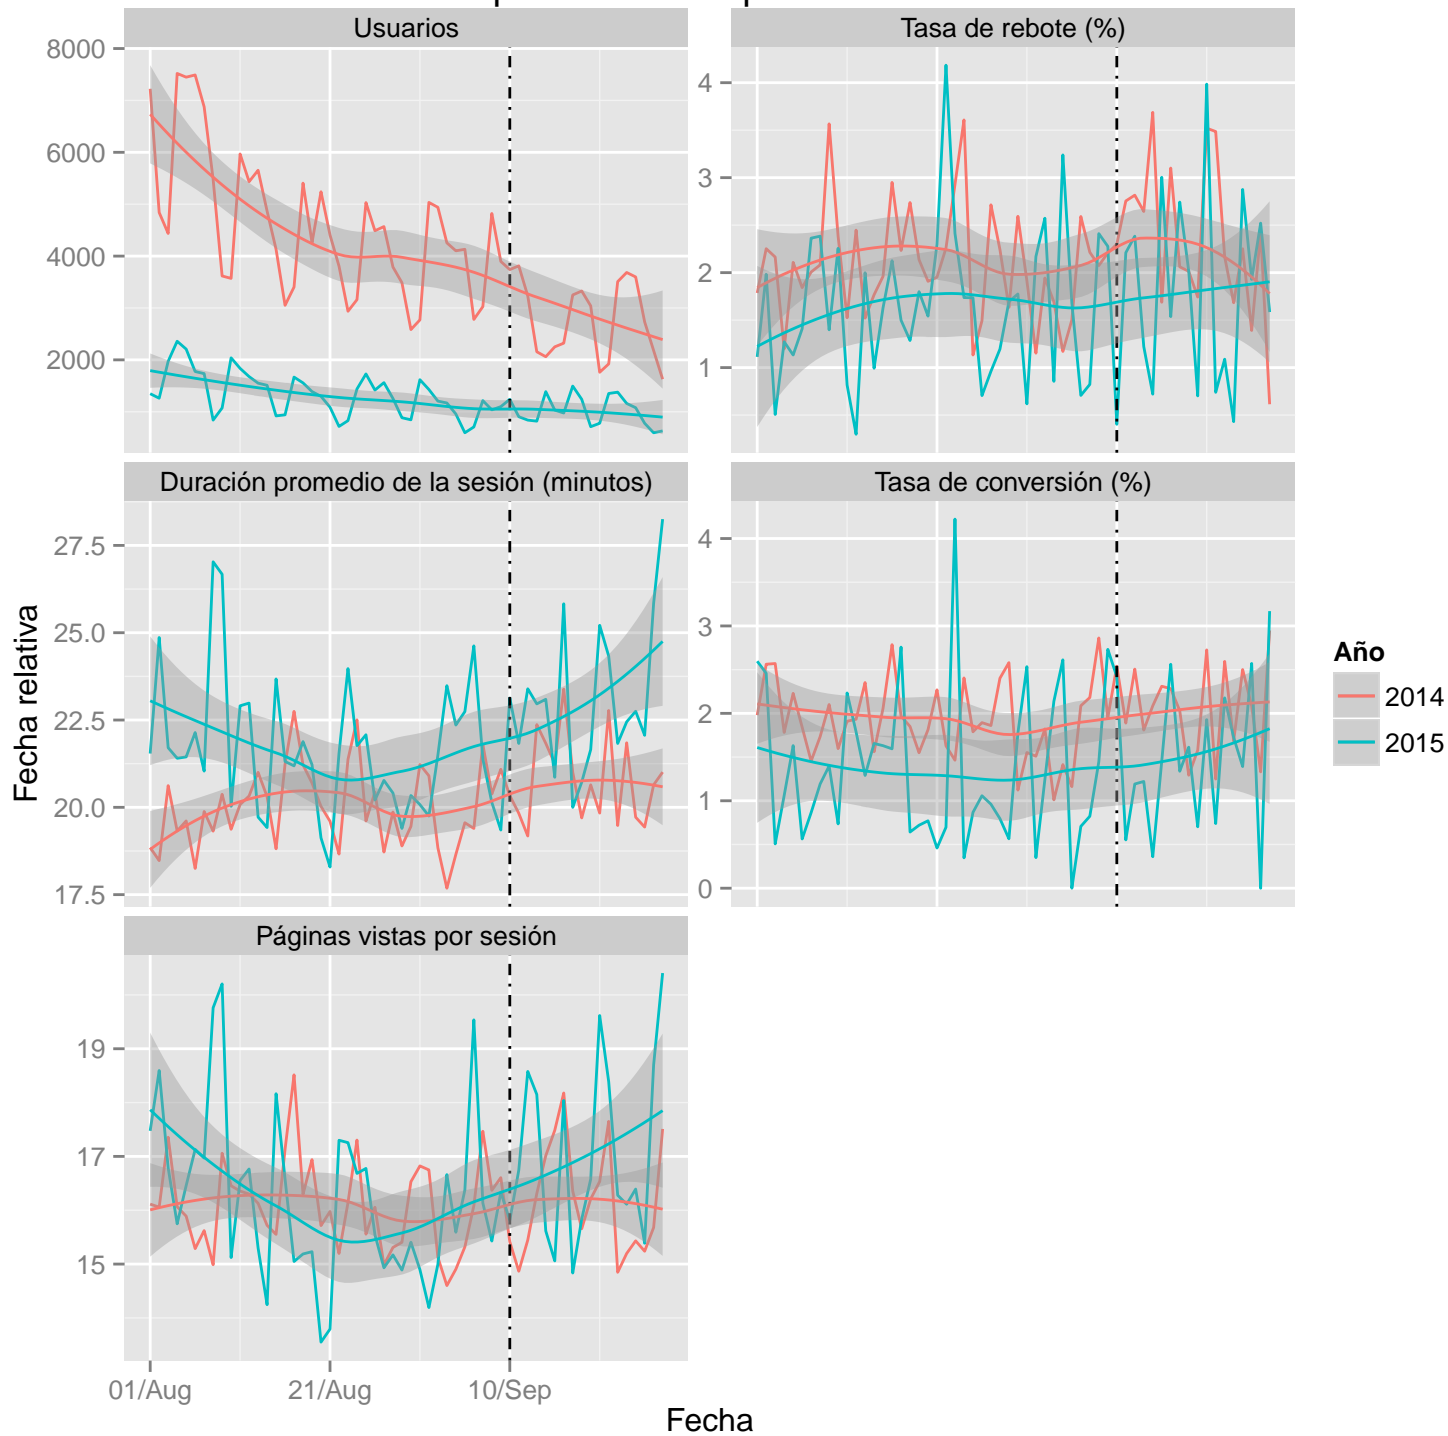 Usuarios
8000
6000
4000
2000
Tasa de rebote (%)
4
3
2
1
Duración promedio de la sesión (minutos)
27.5
25.0
22.5
20.0
17.5
Tasa de conversión (%)
4
3
2
1
0
Páginas vistas por sesión
19
17
15
01/Aug
21/Aug
10/Sep
Fecha
Fecha relativa
Año
2014
2015